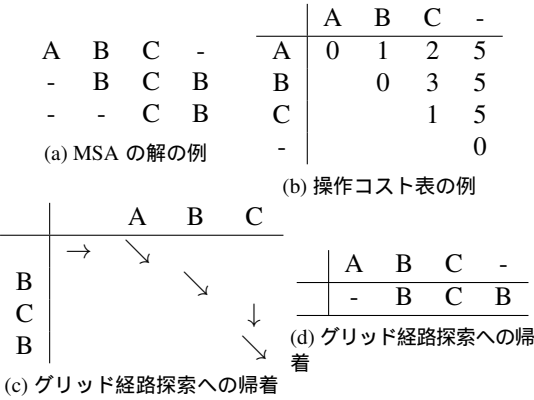 A B C -
- B C B
- - C B
(a) MSA の解の例
A B C -
A 0 1 2 5
B 0 3 5
C 1 5
- 0
(b) 操作コスト表の例
A B C
→ ↘
B ↘
C ↓
B ↘
(c) グリッド経路探索への帰着
A B C -
- B C B
(d) グリッド経路探索への帰
着